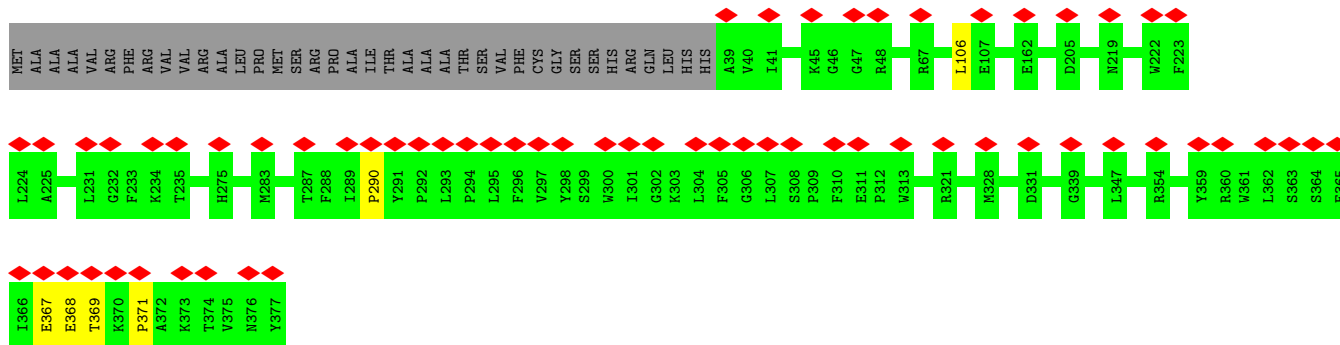 MET ALA ALA ALA VAL ARG PHE ARG VAL VAL ARG ALA LEU PRO MET SER ARG PRO ALA ILE THR THR ALA ALA ALA THR SER VAL PHE CYS GLY SER SER HIS ARG GLN LEU HIS HIS A39 V40 I41 K45 G46 G47 R48 R67 L106 E107 E162 D205 N219 W222 F223
L224 A225 L231 G232 F233 K234 T235 H275 M283 T287 F288 I289 P290 Y291 P292 L293 P294 L295 F296 V297 Y298 S299 W300 I301 G302 K303 L304 F305 G306 L307 S308 P309 F310 E311 P312 W313 R321 M328 D331 G339 L347 R354 Y359 R360 W361 L362 S363 S364
I366 E367 E368 T369 K370 P371 A372 K373 T374 V375 N376 Y377